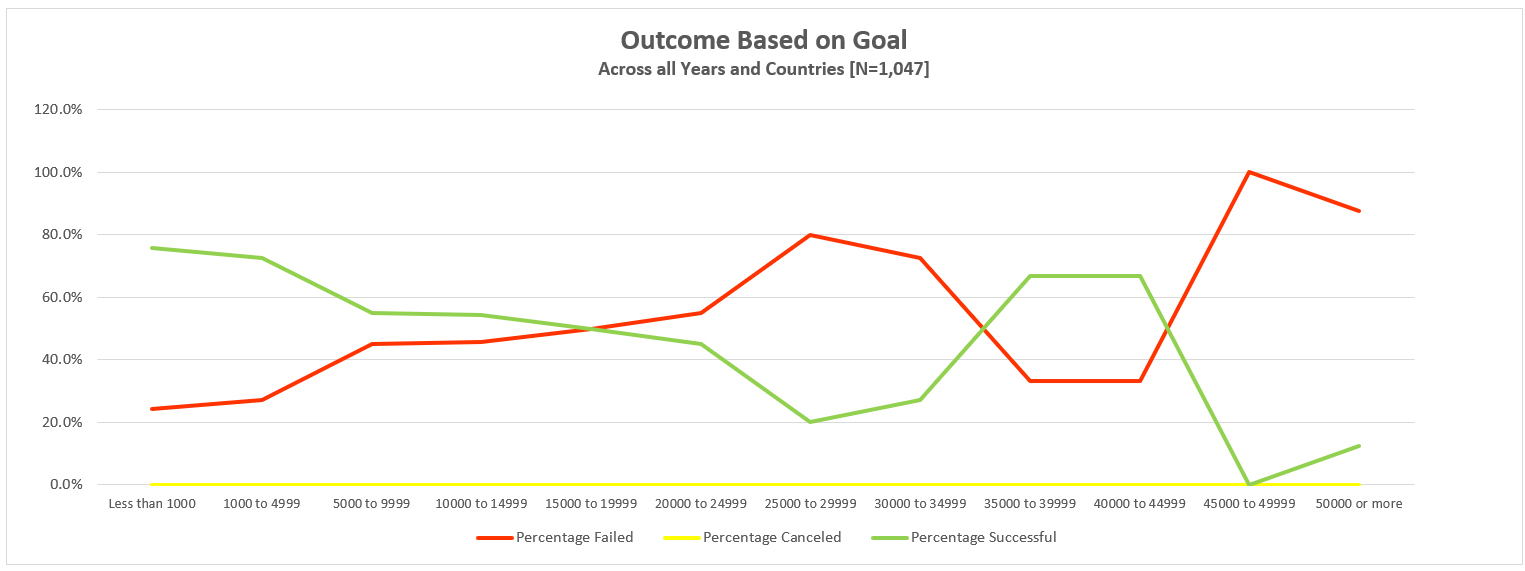 Outcome Based on Goal
Across all Years and Countries [N=1,047]
120.0%
100.0%
80.0%
60.0%
40.0%
20.0%
0.0%
Less than 1000 1000 to 4999 5000 to 9999 10000 to 14999 15000 to 19999 20000 to 24999 25000 to 29999 30000 to 34999 35000 to 39999 40000 to 44999 45000 to 49999 50000 or more
Percentage Failed Percentage Canceled Percentage Successful